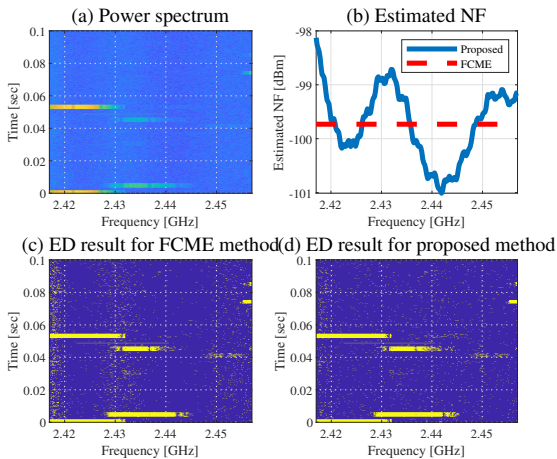 (a) Power spectrum
0.1
0.08
0.06
0.04
0.02
0
Time [sec]
2.42
2.43
2.44
2.45
Frequency [GHz]
(b) Estimated NF
-98
-99
-100
-101
Estimated NF [dBm]
Proposed
FCME
2.42
2.43
2.44
2.45
Frequency [GHz]
(c) ED result for FCME method
0.1
0.08
0.06
0.04
0.02
0
Time [sec]
2.42
2.43
2.44
2.45
Frequency [GHz]
(d) ED result for proposed method
0.1
0.08
0.06
0.04
0.02
0
Time [sec]
2.42
2.43
2.44
2.45
Frequency [GHz]